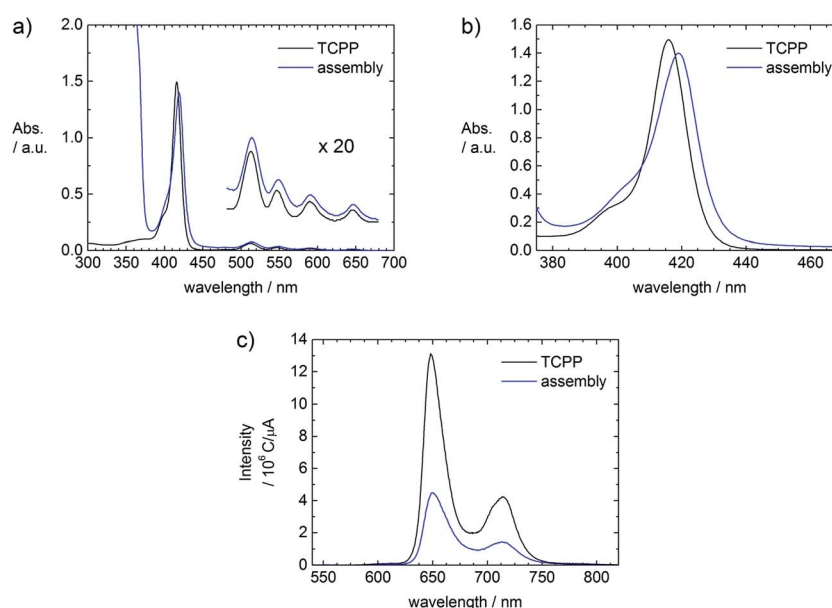 a)
2.0
1.5
1.0
0.5
0.0
Abs.
/ a.u.
TCPP
assembly
x 20
300 350 400 450 500 550 600 650 700
wavelength / nm
b)
1.6
1.4
1.2
1.0
0.8
0.6
0.4
0.2
0.0
Abs.
/ a.u.
TCPP
assembly
380 400 420 440 460
wavelength / nm
c)
14
12
10
8
6
4
2
0
Intensity
/ 10⁶ C/µA
TCPP
assembly
550 600 650 700 750 800
wavelength / nm